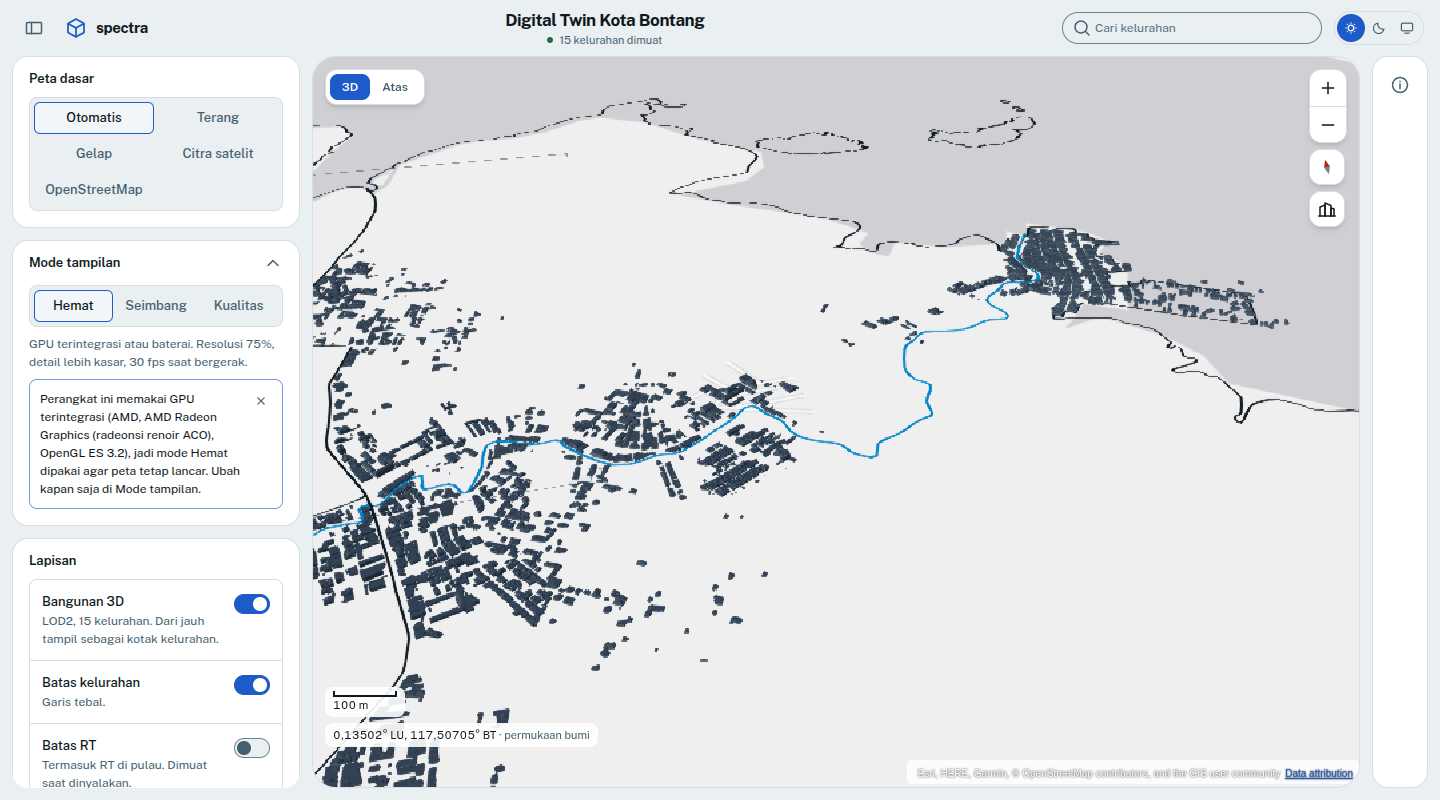 spectra
Digital Twin Kota Bontang
15 kelurahan dimuat
Cari kelurahan
Peta dasar
Otomatis
Terang
Gelap
Citra satelit
OpenStreetMap
Mode tampilan
Hemat
Seimbang
Kualitas
GPU terintegrasi atau baterai. Resolusi 75%,
detail lebih kasar, 30 fps saat bergerak.
Perangkat ini memakai GPU
terintegrasi (AMD, AMD Radeon
Graphics (radeonsi renoir ACO),
OpenGL ES 3.2), jadi mode Hemat
dipakai agar peta tetap lancar. Ubah
kapan saja di Mode tampilan.
Lapisan
Bangunan 3D
LOD2, 15 kelurahan. Dari jauh
tampil sebagai kotak kelurahan.
Batas kelurahan
Garis tebal.
Batas RT
Termasuk RT di pulau. Dimuat
saat dinyalakan.
3D
Atas
100 m
0,13502° LU, 117,50705° BT · permukaan bumi
Esri, HERE, Garmin, © OpenStreetMap contributors, and the GIS user community Data attribution